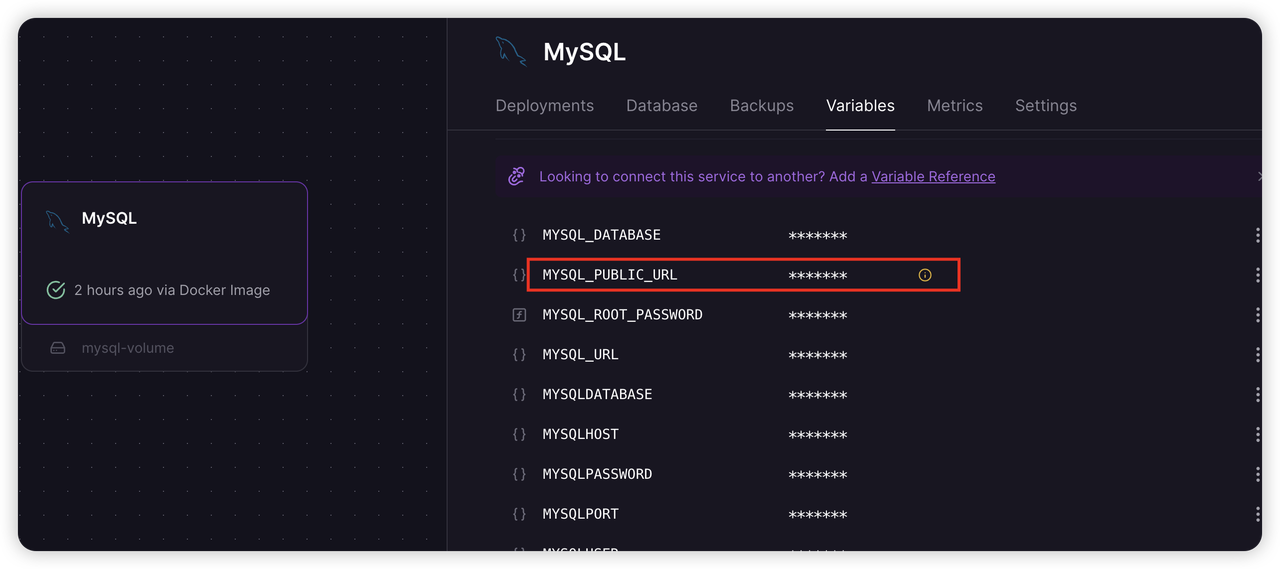 MySQL
2 hours ago via Docker Image
mysql-volume
MySQL
Deployments Database Backups Variables Metrics Settings
Looking to connect this service to another? Add a Variable Reference
{} MYSQL_DATABASE *******
{} MYSQL_PUBLIC_URL *******
MYSQL_ROOT_PASSWORD *******
{} MYSQL_URL *******
{} MYSQLDATABASE *******
{} MYSQLHOST *******
{} MYSQLPASSWORD *******
{} MYSQLPORT *******